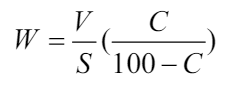 W = V/S (C/(100 − C))